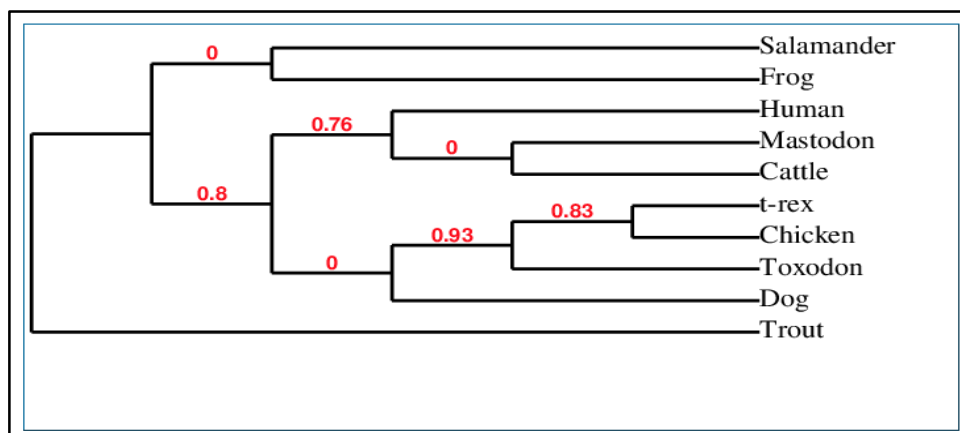 Salamander
0
Frog
Human
0.76
Mastodon
0
Cattle
0.8
t-rex
0.83
Chicken
0.93
Toxodon
0
Dog
Trout